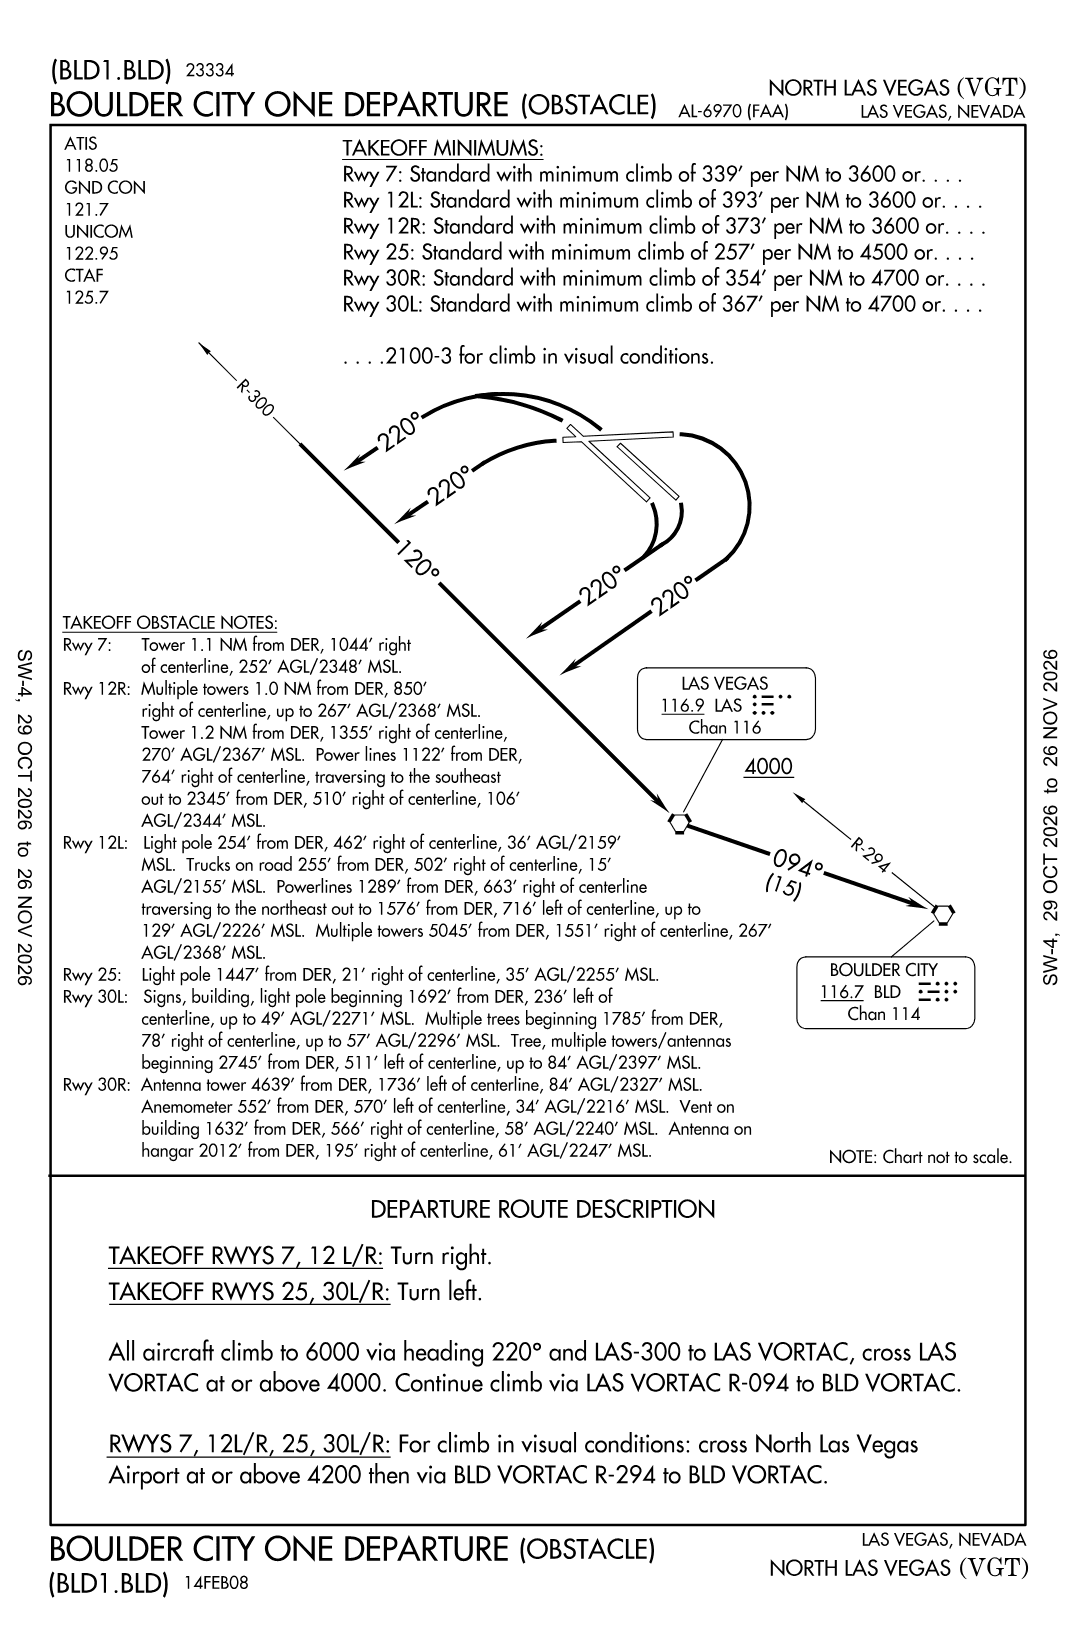 (BLD1.BLD) 23334
BOULDER CITY ONE DEPARTURE (OBSTACLE)
AL-6970 (FAA)
NORTH LAS VEGAS (VGT)
LAS VEGAS, NEVADA
ATIS
118.05
GND CON
121.7
UNICOM
122.95
CTAF
125.7
TAKEOFF MINIMUMS:
Rwy 7: Standard with minimum climb of 339’ per NM to 3600 or. . . .
Rwy 12L: Standard with minimum climb of 393’ per NM to 3600 or. . . .
Rwy 12R: Standard with minimum climb of 373’ per NM to 3600 or. . . .
Rwy 25: Standard with minimum climb of 257’ per NM to 4500 or. . . .
Rwy 30R: Standard with minimum climb of 354’ per NM to 4700 or. . . .
Rwy 30L: Standard with minimum climb of 367’ per NM to 4700 or. . . .
. . . .2100-3 for climb in visual conditions.
R-300
220°
220°
120°
220°
220°
TAKEOFF OBSTACLE NOTES:
Rwy 7: Tower 1.1 NM from DER, 1044’ right
of centerline, 252’ AGL/2348’ MSL.
Rwy 12R: Multiple towers 1.0 NM from DER, 850’
right of centerline, up to 267’ AGL/2368’ MSL.
Tower 1.2 NM from DER, 1355’ right of centerline,
270’ AGL/2367’ MSL. Power lines 1122’ from DER,
764’ right of centerline, traversing to the southeast
out to 2345’ from DER, 510’ right of centerline, 106’
AGL/2344’ MSL.
Rwy 12L: Light pole 254’ from DER, 462’ right of centerline, 36’ AGL/2159’
MSL. Trucks on road 255’ from DER, 502’ right of centerline, 15’
AGL/2155’ MSL. Powerlines 1289’ from DER, 663’ right of centerline
traversing to the northeast out to 1576’ from DER, 716’ left of centerline, up to
129’ AGL/2226’ MSL. Multiple towers 5045’ from DER, 1551’ right of centerline, 267’
AGL/2368’ MSL.
Rwy 25: Light pole 1447’ from DER, 21’ right of centerline, 35’ AGL/2255’ MSL.
Rwy 30L: Signs, building, light pole beginning 1692’ from DER, 236’ left of
centerline, up to 49’ AGL/2271’ MSL. Multiple trees beginning 1785’ from DER,
78’ right of centerline, up to 57’ AGL/2296’ MSL. Tree, multiple towers/antennas
beginning 2745’ from DER, 511’ left of centerline, up to 84’ AGL/2397’ MSL.
Rwy 30R: Antenna tower 4639’ from DER, 1736’ left of centerline, 84’ AGL/2327’ MSL.
Anemometer 552’ from DER, 570’ left of centerline, 34’ AGL/2216’ MSL. Vent on
building 1632’ from DER, 566’ right of centerline, 58’ AGL/2240’ MSL. Antenna on
hangar 2012’ from DER, 195’ right of centerline, 61’ AGL/2247’ MSL.
LAS VEGAS
116.9 LAS
Chan 116
4000
R-294
094°
(15)
BOULDER CITY
116.7 BLD
Chan 114
NOTE: Chart not to scale.
DEPARTURE ROUTE DESCRIPTION
TAKEOFF RWYS 7, 12 L/R: Turn right.
TAKEOFF RWYS 25, 30L/R: Turn left.
All aircraft climb to 6000 via heading 220° and LAS-300 to LAS VORTAC, cross LAS
VORTAC at or above 4000. Continue climb via LAS VORTAC R-094 to BLD VORTAC.
RWYS 7, 12L/R, 25, 30L/R: For climb in visual conditions: cross North Las Vegas
Airport at or above 4200 then via BLD VORTAC R-294 to BLD VORTAC.
BOULDER CITY ONE DEPARTURE (OBSTACLE)
(BLD1.BLD) 14FEB08
LAS VEGAS, NEVADA
NORTH LAS VEGAS (VGT)
SW-4, 29 OCT 2026 to 26 NOV 2026
SW-4, 29 OCT 2026 to 26 NOV 2026